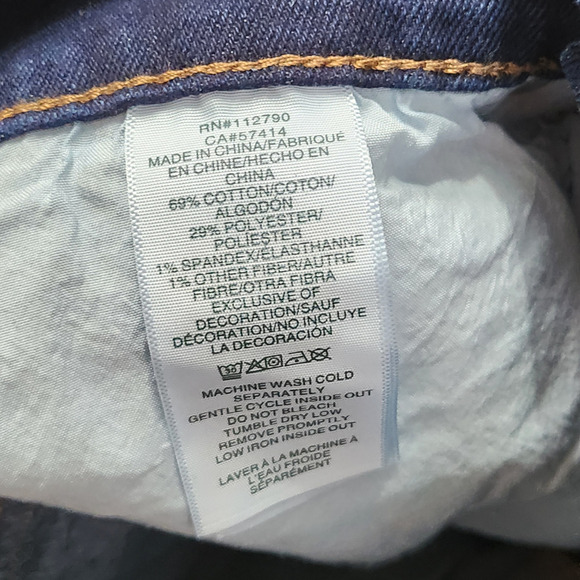 RN#112790
CA#57414
MADE IN CHINA/FABRIQUÉ
EN CHINE/HECHO EN
CHINA
69% COTTON/COTON/
ALGODÓN
29% POLYESTER/
POLIÉSTER
1% SPANDEX/ÉLASTHANNE
1% OTHER FIBER/AUTRE
FIBRE/OTRA FIBRA
EXCLUSIVE OF
DECORATION/SAUF
DÉCORATION/NO INCLUYE
LA DECORACIÓN
30
MACHINE WASH COLD
SEPARATELY
GENTLE CYCLE INSIDE OUT
DO NOT BLEACH
TUMBLE DRY LOW
REMOVE PROMPTLY
LOW IRON INSIDE OUT
LAVER À LA MACHINE À
L'EAU FROIDE
SÉPARÉMENT